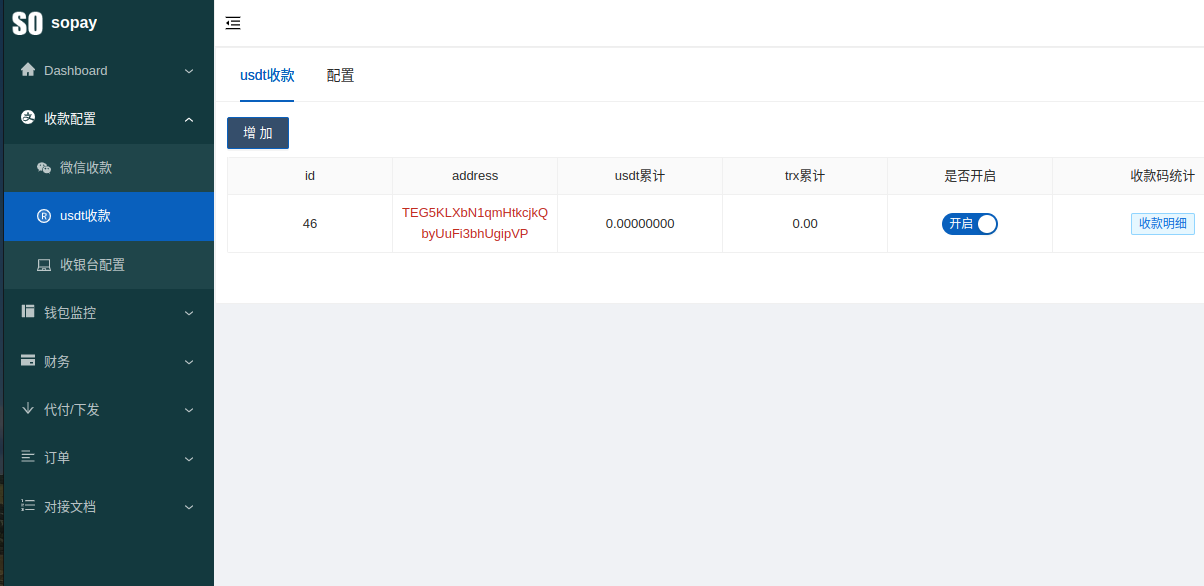 SO sopay
Dashboard
收款配置
微信收款
usdt收款
收银台配置
钱包监控
财务
代付/下发
订单
对接文档
usdt收款 配置
增 加
id address usdt累计 trx累计 是否开启 收款码统计
46 TEG5KLXbN1qmHtkcjkQ 0.00000000 0.00 开启 收款明细
byUuFi3bhUgipVP